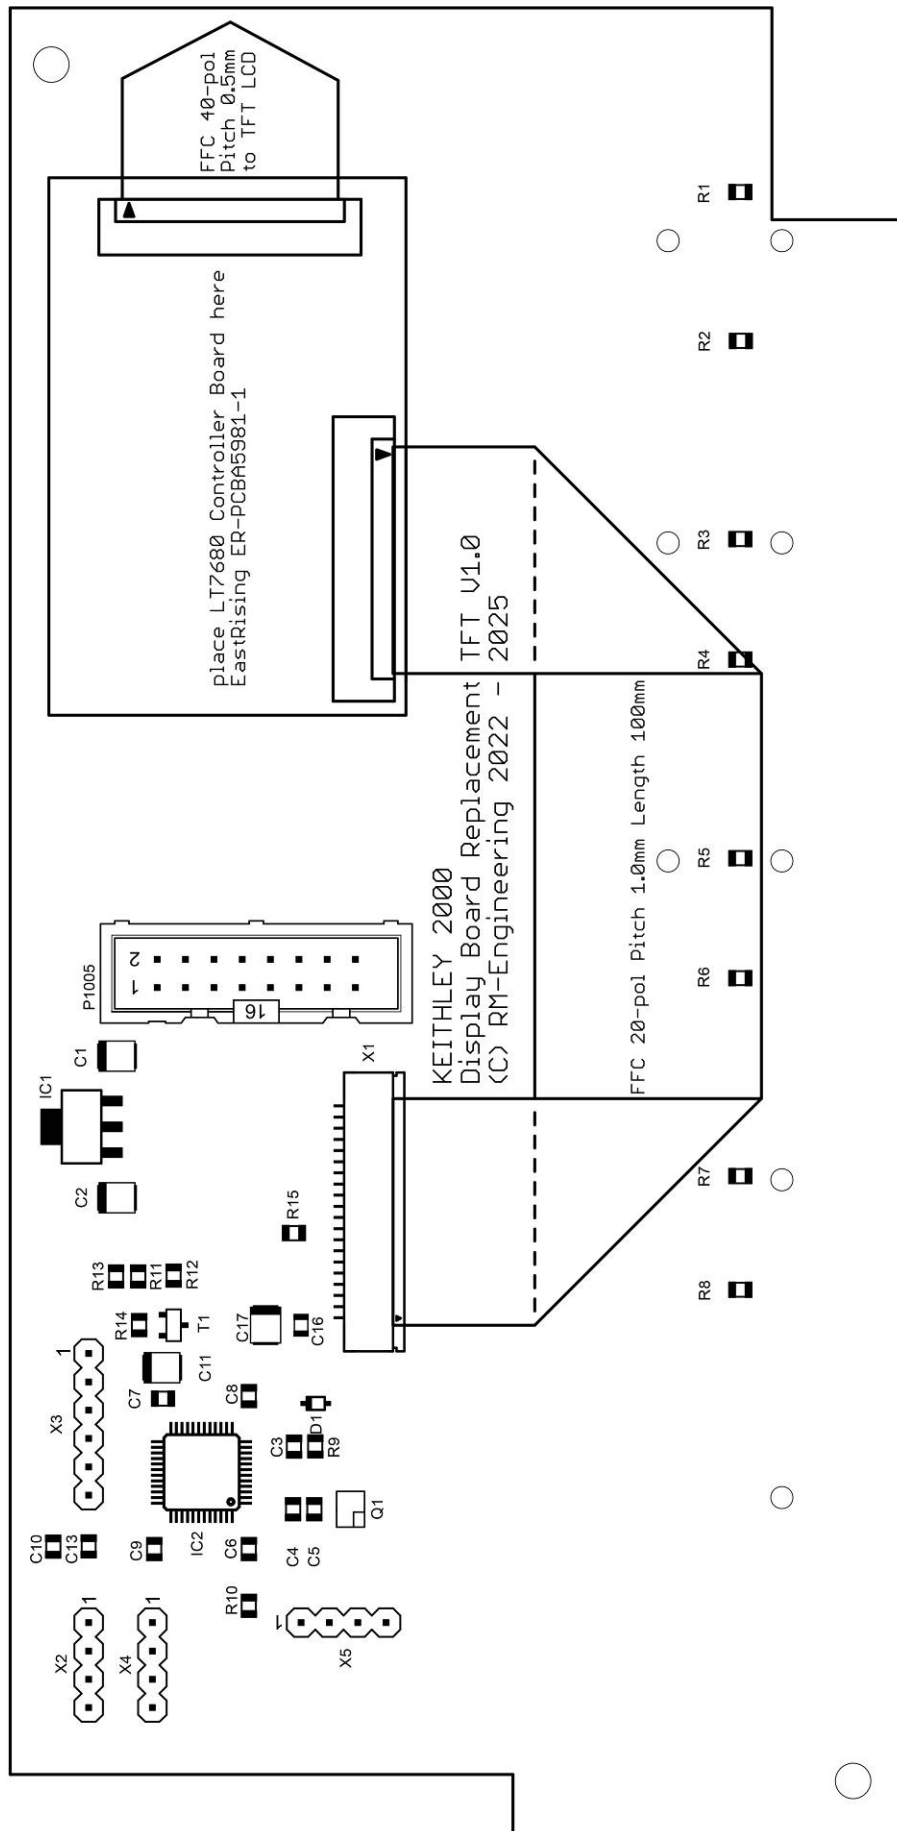 FFC 40-pol
Pitch 0.5mm
to TFT LCD
place LT7680 Controller Board here
EastRising ER-PCBA5981-1
KEITHLEY 2000
Display Board Replacement TFT V1.0
(C) RM-Engineering 2022 - 2025
FFC 20-pol Pitch 1.0mm Length 100mm
R1
R2
R3
R4
R5
R6
R7
R8
P1005
2
1
16
C1
IC1
C2
X1
R15
R13
R11
R12
R14
T1
C17
C16
X3
1
C7
C11
C8
D1
C3
R9
IC2
Q1
C10
C13
C9
C6
C4
C5
R10
X2
1
X4
1
X5
1